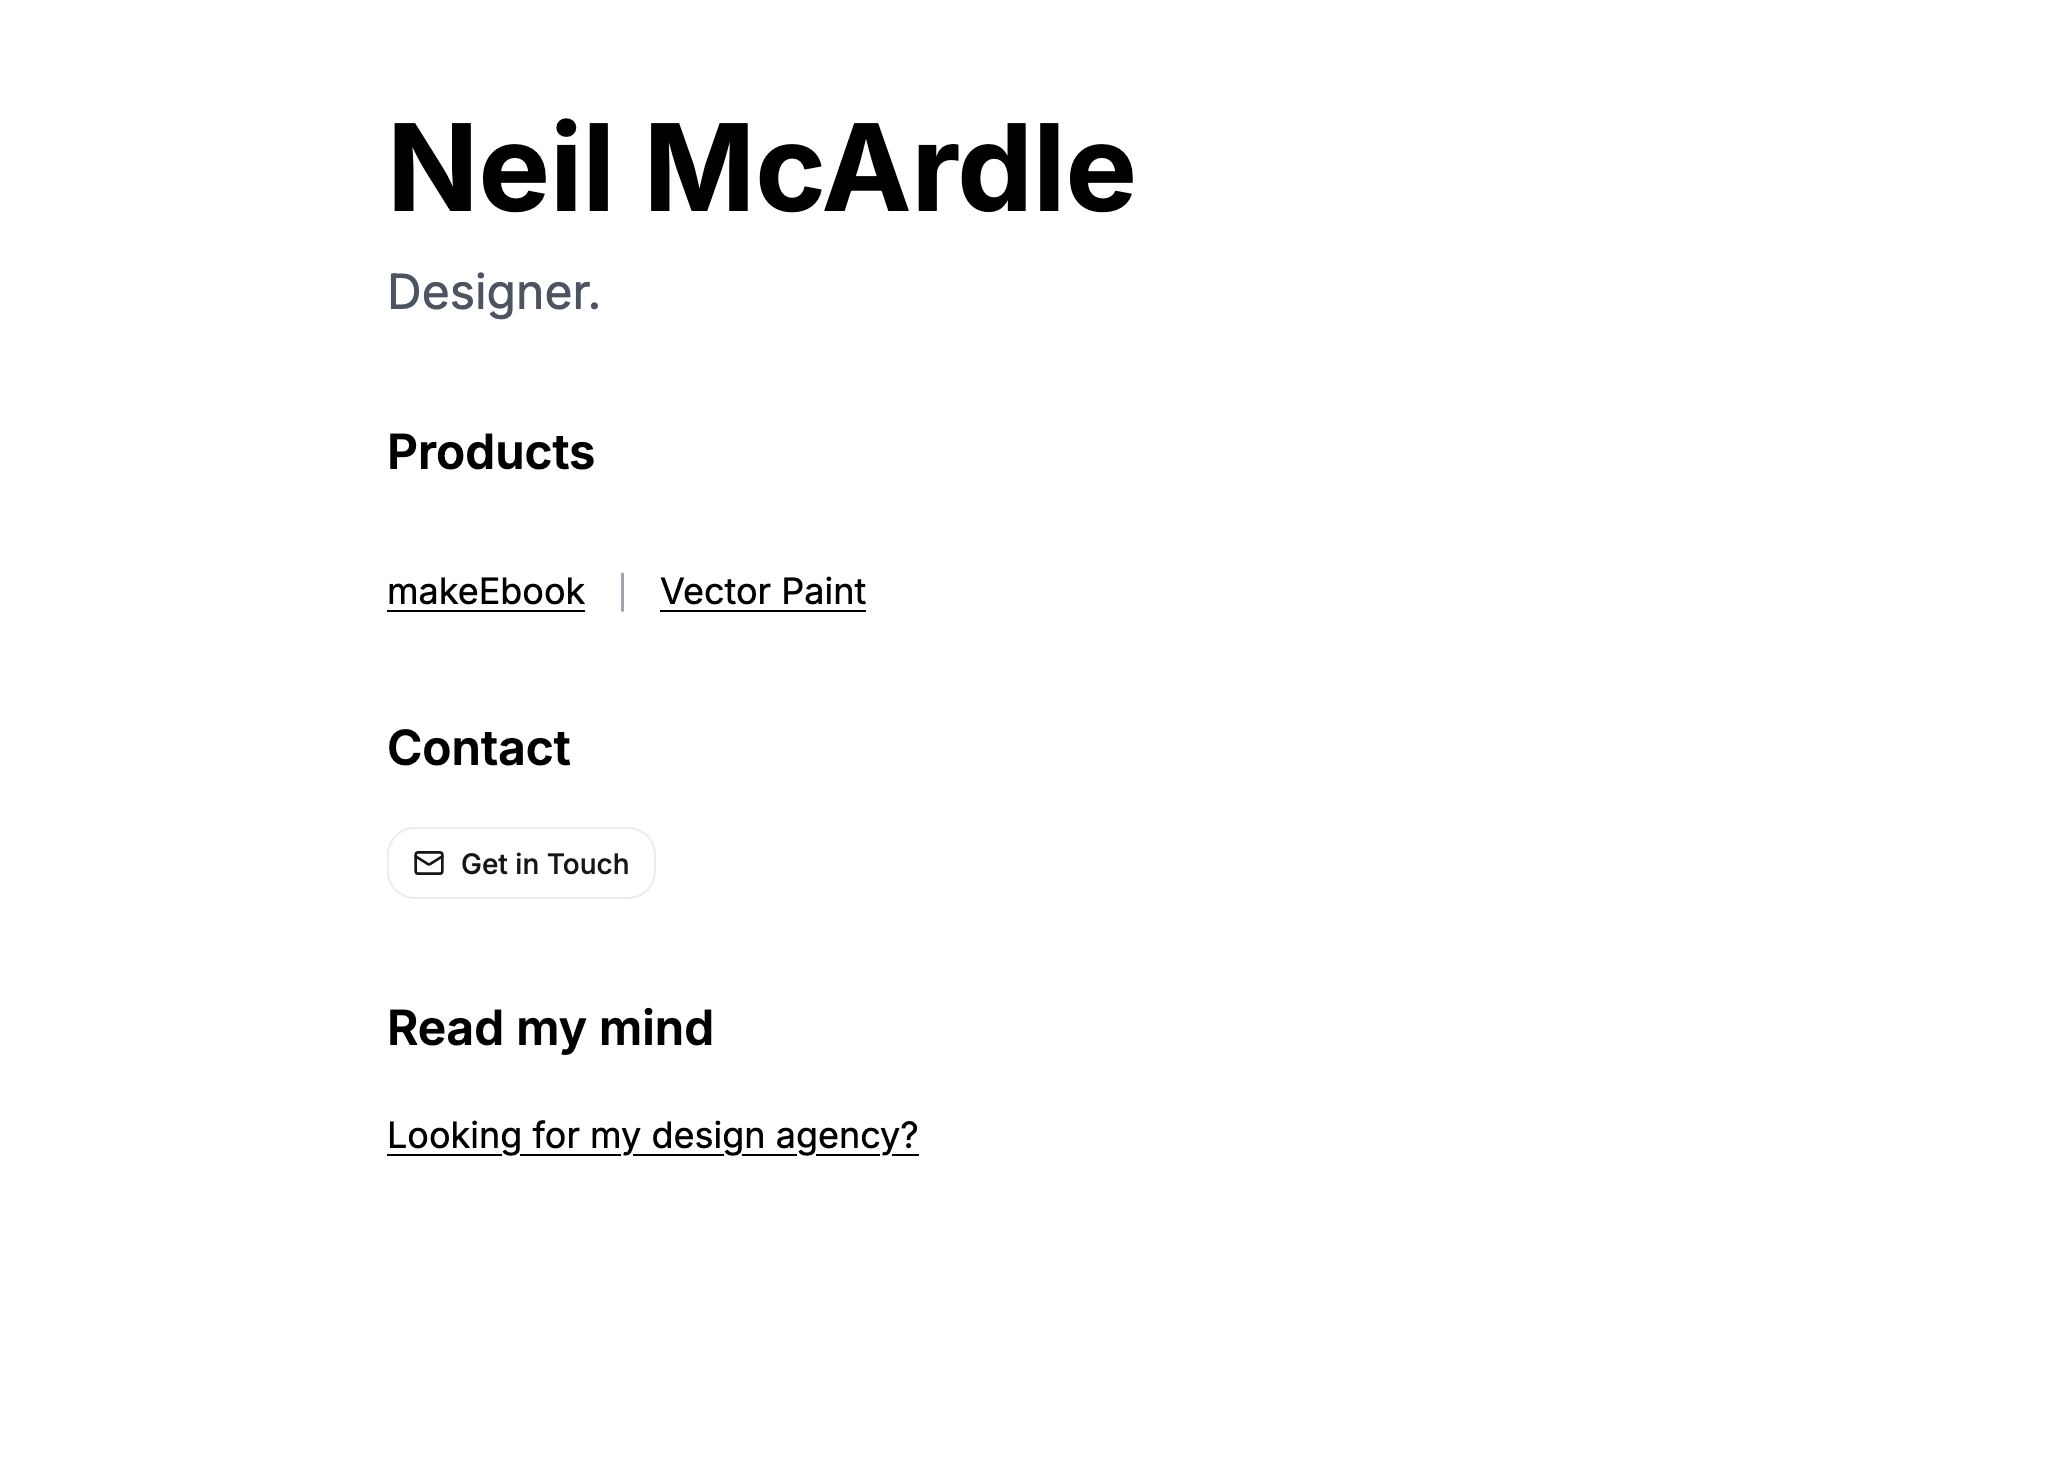 Neil McArdle
Designer.
Products
makeEbook | Vector Paint
Contact
Get in Touch
Read my mind
Looking for my design agency?